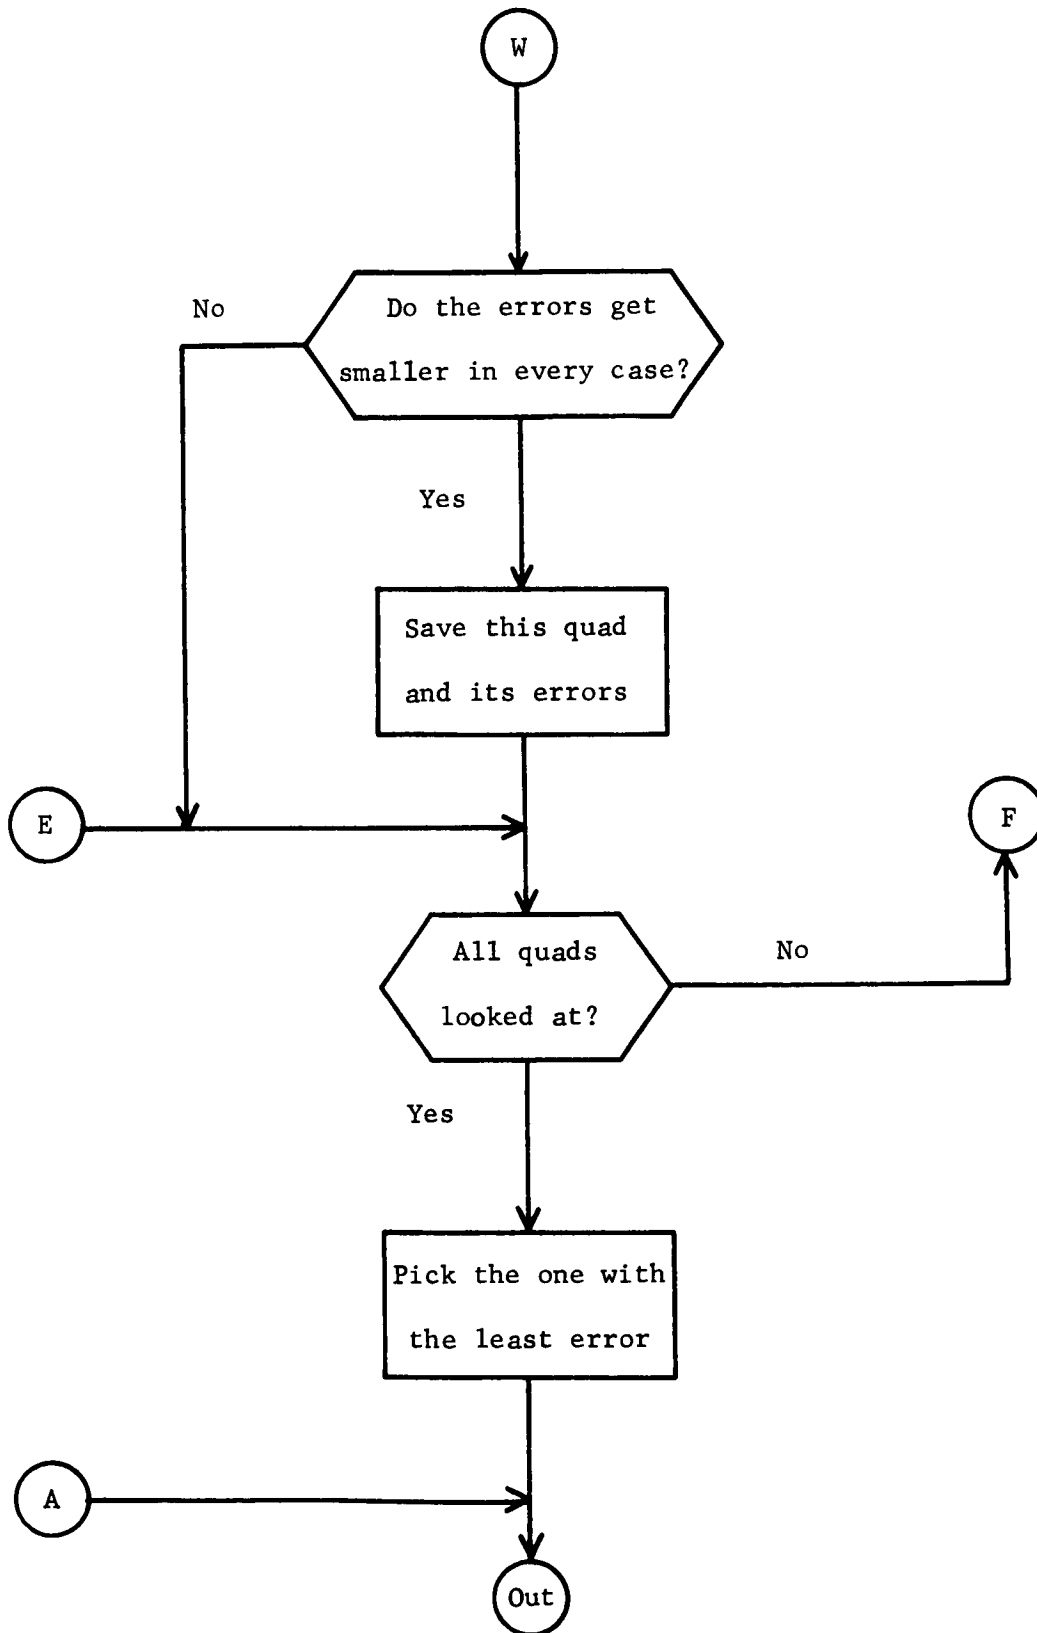 W
No
Do the errors get
smaller in every case?
Yes
Save this quad
and its errors
E
F
All quads
No
looked at?
Yes
Pick the one with
the least error
A
Out